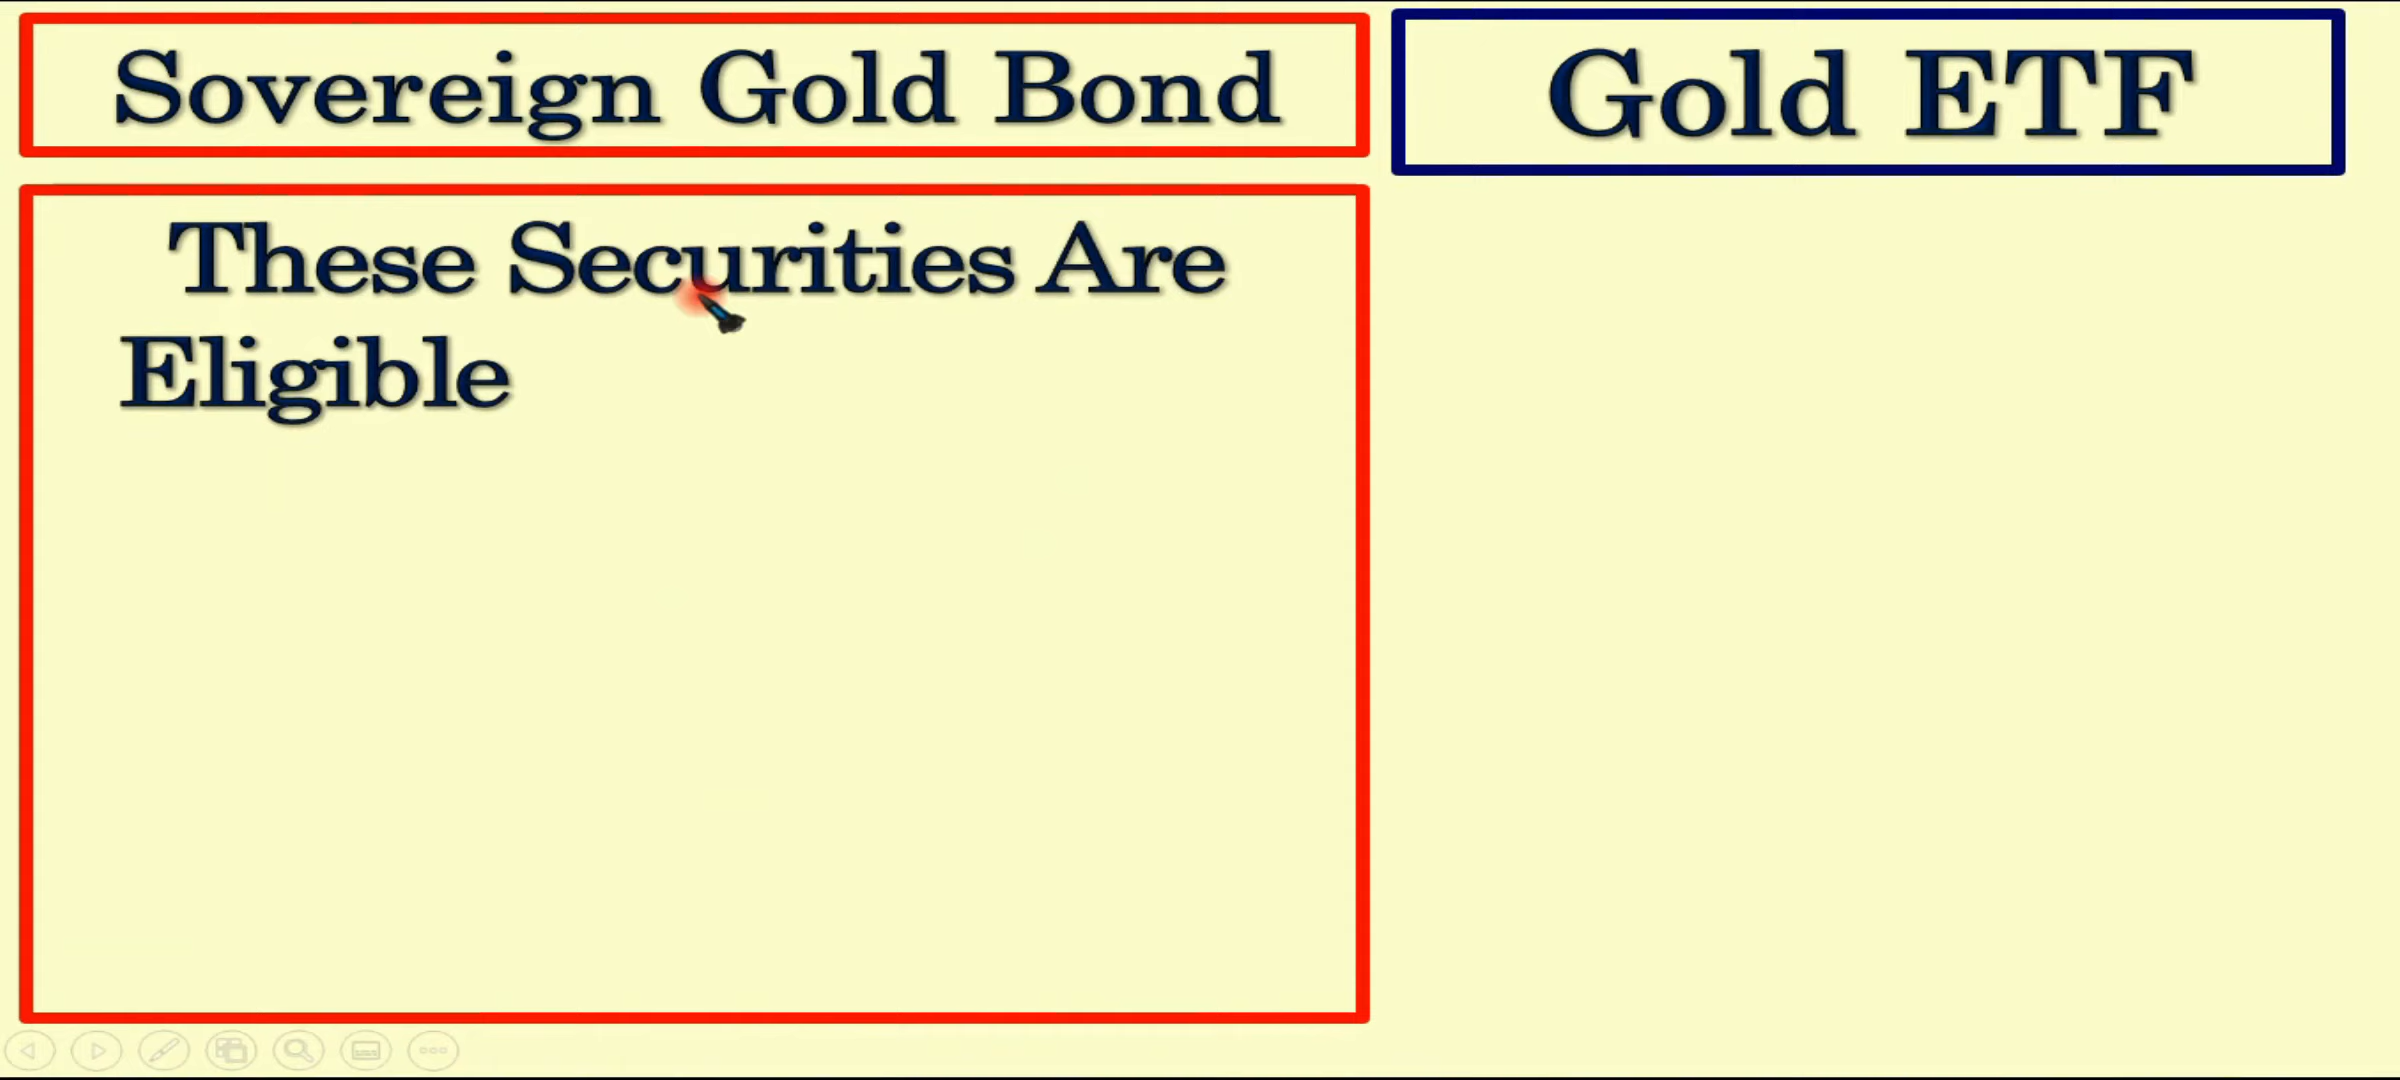 Sovereign Gold Bond
Gold ETF
These Securities Are
Eligible